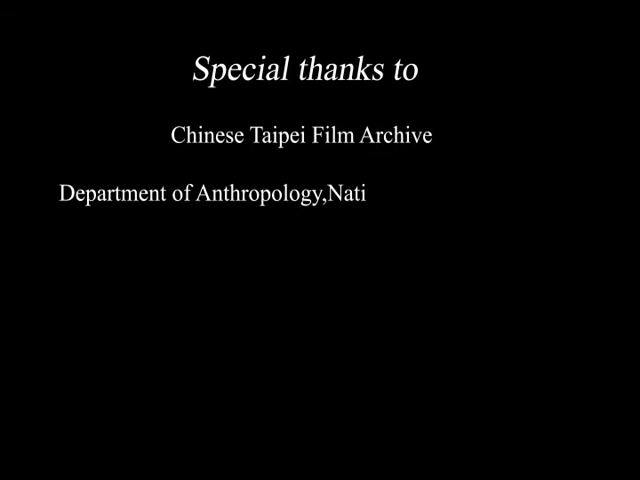 Special thanks to
Chinese Taipei Film Archive
Department of Anthropology,Nati